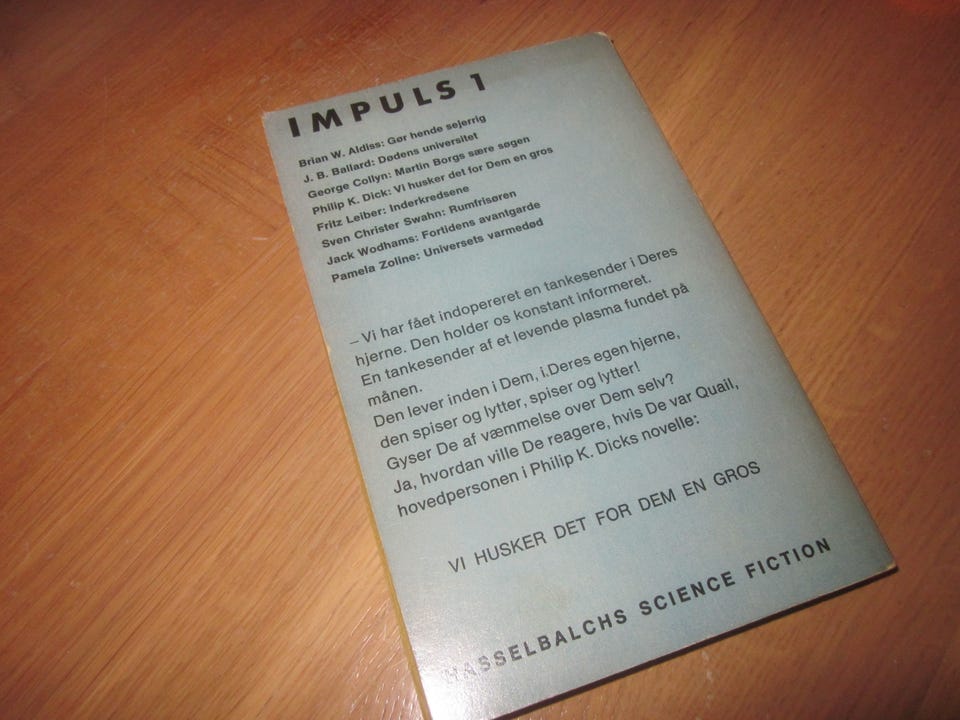 IMPULS 1
Brian W. Aldiss: Gør hende sejerrig
J. B. Ballard: Dødens universitet
George Collyn: Martin Borgs sære søgen
Philip K. Dick: Vi husker det for Dem en gros
Fritz Leiber: Inderkredsene
Sven Christer Swahn: Rumfrisøren
Jack Wodhams: Fortidens avantgarde
Pamela Zoline: Universets varmedød
– Vi har fået indopereret en tankesender i Deres
hjerne. Den holder os konstant informeret.
En tankesender af et levende plasma fundet på
månen.
Den lever inden i Dem, i.Deres egen hjerne,
den spiser og lytter, spiser og lytter!
Gyser De af væmmelse over Dem selv?
Ja, hvordan ville De reagere, hvis De var Quail,
hovedpersonen i Philip K. Dicks novelle:
VI HUSKER DET FOR DEM EN GROS
HASSELBALCHS SCIENCE FICTION